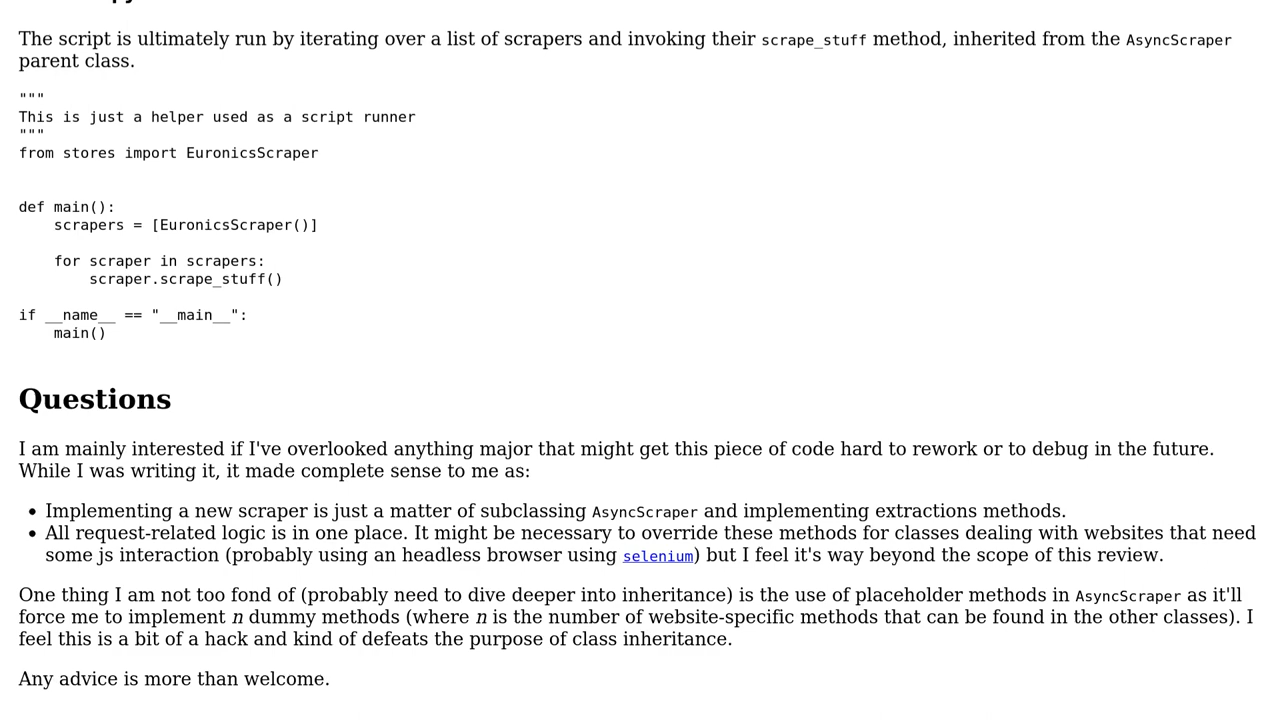 The script is ultimately run by iterating over a list of scrapers and invoking their scrape_stuff method, inherited from the AsyncScraper
parent class.
"""
This is just a helper used as a script runner
"""
from stores import EuronicsScraper
def main():
    scrapers = [EuronicsScraper()]
    for scraper in scrapers:
        scraper.scrape_stuff()
if __name__ == "__main__":
    main()
Questions
I am mainly interested if I've overlooked anything major that might get this piece of code hard to rework or to debug in the future.
While I was writing it, it made complete sense to me as:
• Implementing a new scraper is just a matter of subclassing AsyncScraper and implementing extractions methods.
• All request-related logic is in one place. It might be necessary to override these methods for classes dealing with websites that need
some js interaction (probably using an headless browser using selenium) but I feel it's way beyond the scope of this review.
One thing I am not too fond of (probably need to dive deeper into inheritance) is the use of placeholder methods in AsyncScraper as it'll
force me to implement n dummy methods (where n is the number of website-specific methods that can be found in the other classes). I
feel this is a bit of a hack and kind of defeats the purpose of class inheritance.
Any advice is more than welcome.